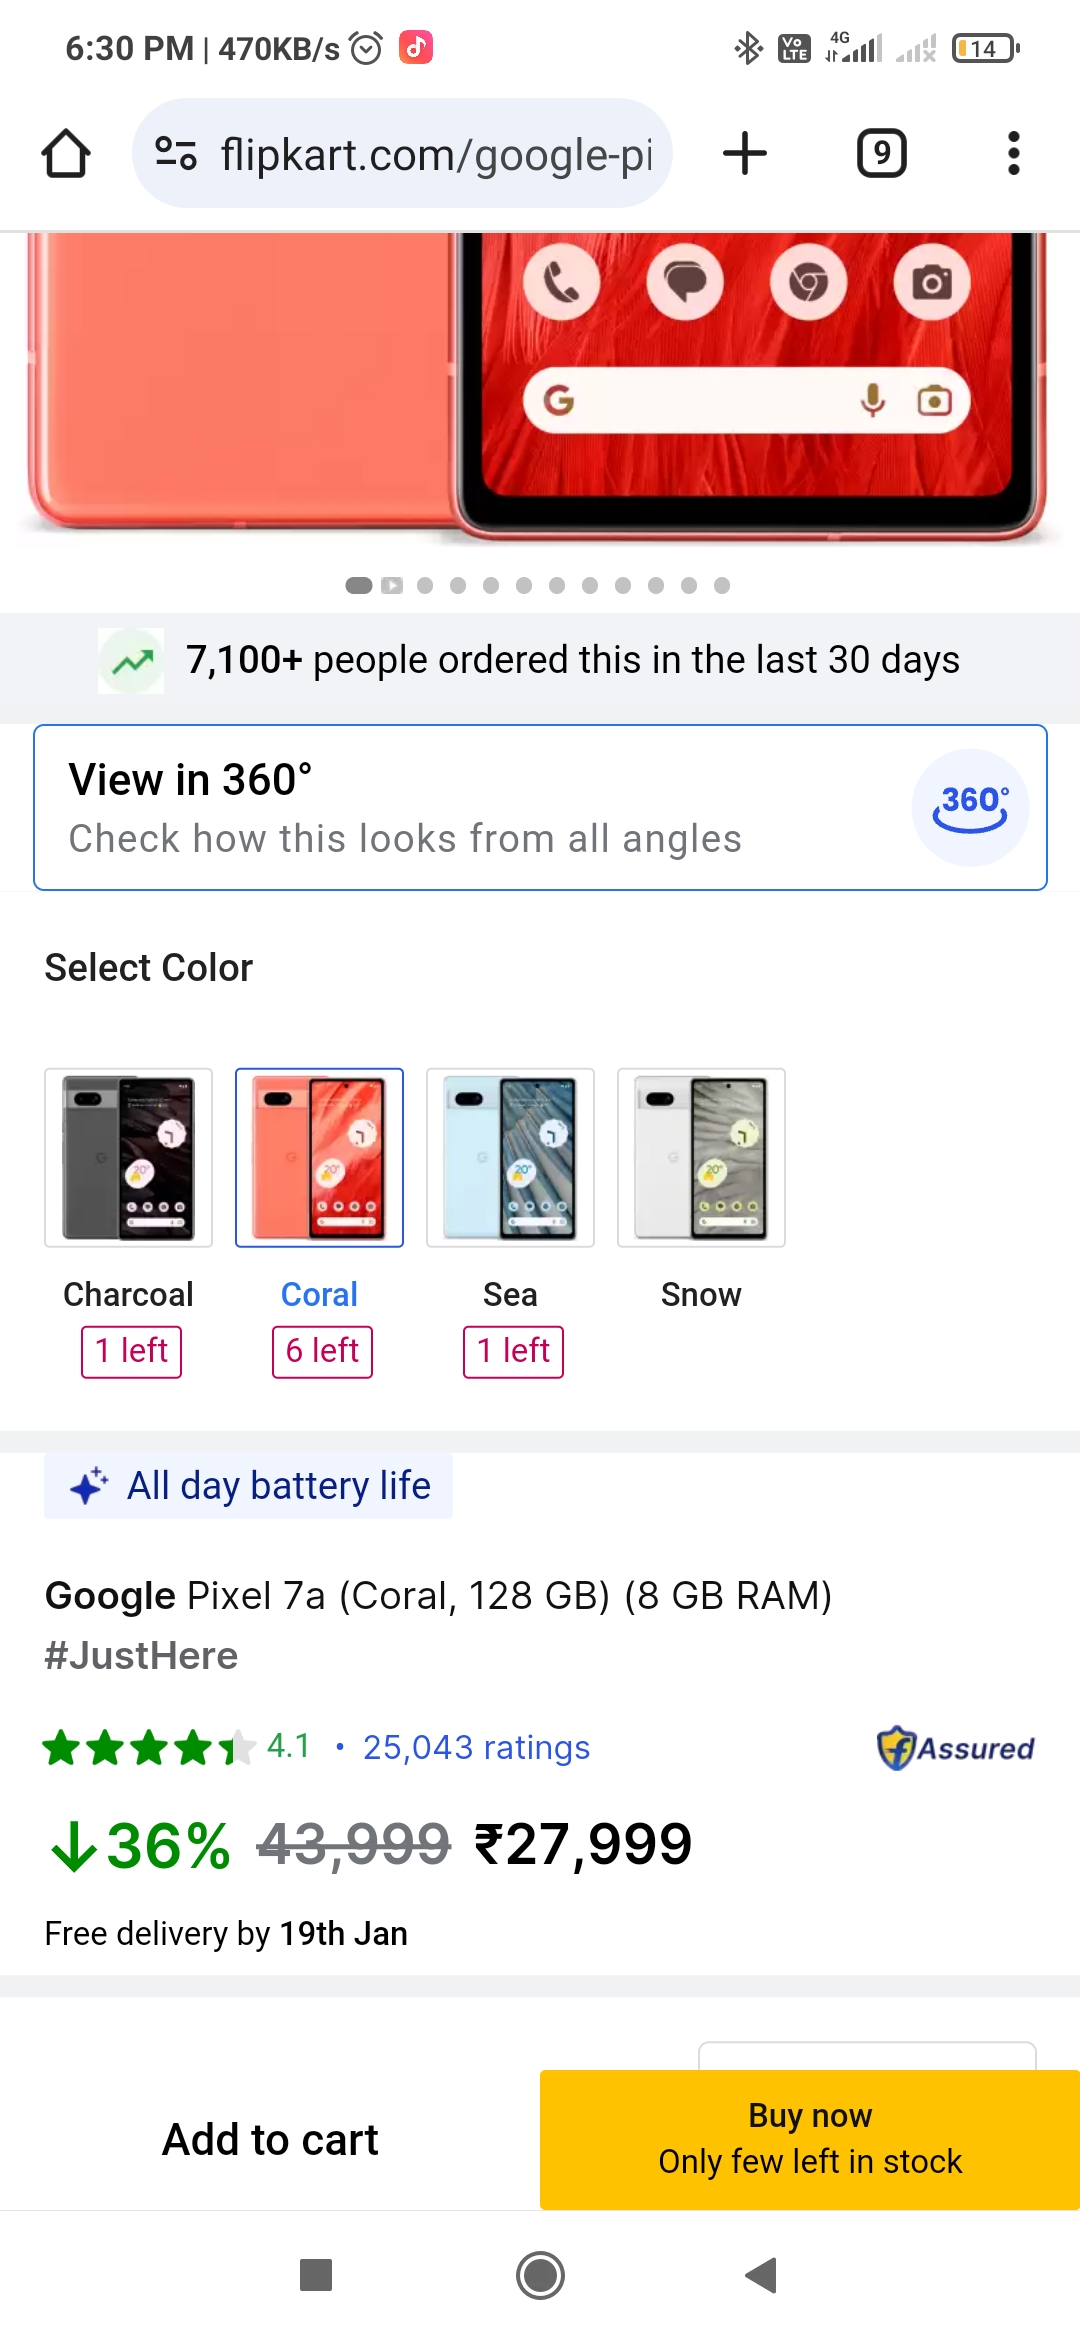 6:30 PM | 470KB/s
Vo LTE 4G 14
flipkart.com/google-pi
9
G
7,100+ people ordered this in the last 30 days
View in 360°
Check how this looks from all angles
360°
Select Color
Charcoal Coral Sea Snow
1 left 6 left 1 left
All day battery life
Google Pixel 7a (Coral, 128 GB) (8 GB RAM)
#JustHere
4.1 • 25,043 ratings
f Assured
↓36% 43,999 ₹27,999
Free delivery by 19th Jan
Add to cart
Buy now
Only few left in stock